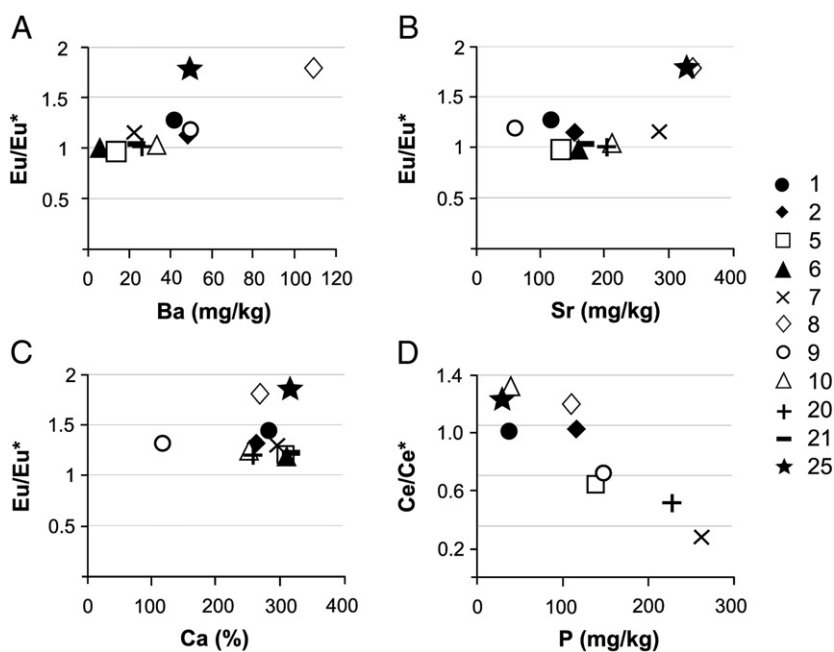 A
2
1.5
1
0.5
Eu/Eu*
0 20 40 60 80 100 120
Ba (mg/kg)
B
2
1.5
1
0.5
Eu/Eu*
0 100 200 300 400
Sr (mg/kg)
C
2
1.5
1
0.5
Eu/Eu*
0 100 200 300 400
Ca (%)
D
1.4
1.0
0.6
0.2
Ce/Ce*
0 100 200 300
P (mg/kg)
1
2
5
6
7
8
9
10
20
21
25